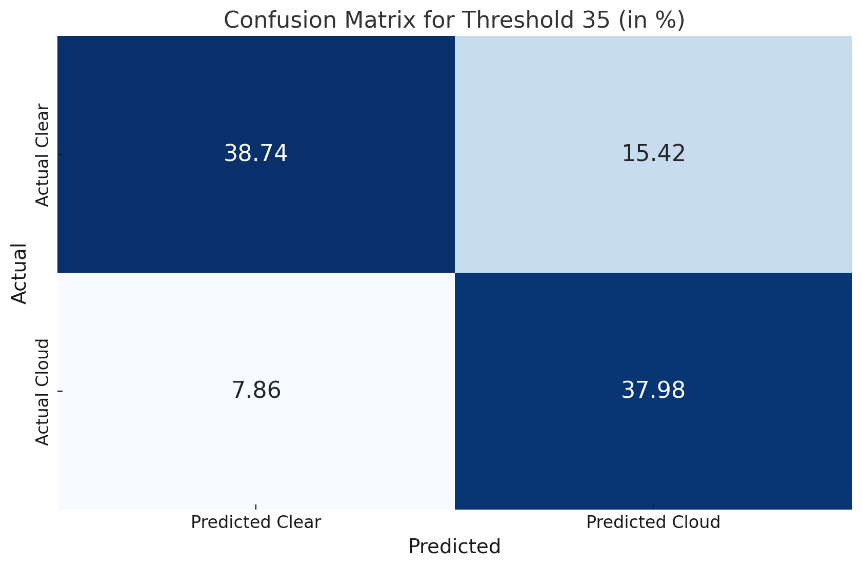 Confusion Matrix for Threshold 35 (in %)
Actual
Actual Clear
38.74
15.42
Actual Cloud
7.86
37.98
Predicted Clear
Predicted Cloud
Predicted